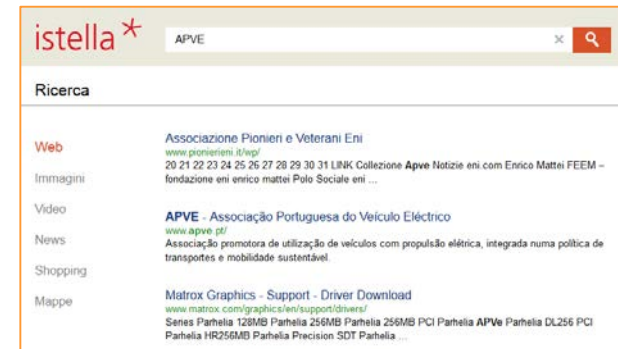 istella*
APVE
Ricerca
Web
Immagini
Video
News
Shopping
Mappe
Associazione Pionieri e Veterani Eni
www.pionierieni.it/wp/
20 21 22 23 24 25 26 27 28 29 30 31 LINK Collezione Apve Notizie eni.com Enrico Mattei FEEM –
fondazione eni enrico mattei Polo Sociale eni ...
APVE - Associação Portuguesa do Veículo Eléctrico
www.apve.pt/
Associação promotora de utilização de veículos com propulsão elétrica, integrada numa política de
transportes e mobilidade sustentável.
Matrox Graphics - Support - Driver Download
www.matrox.com/graphics/en/support/drivers/
Series Parhelia 128MB Parhelia 256MB Parhelia 256MB PCI Parhelia APVe Parhelia DL256 PCI
Parhelia HR256MB Parhelia Precision SDT Parhelia ...